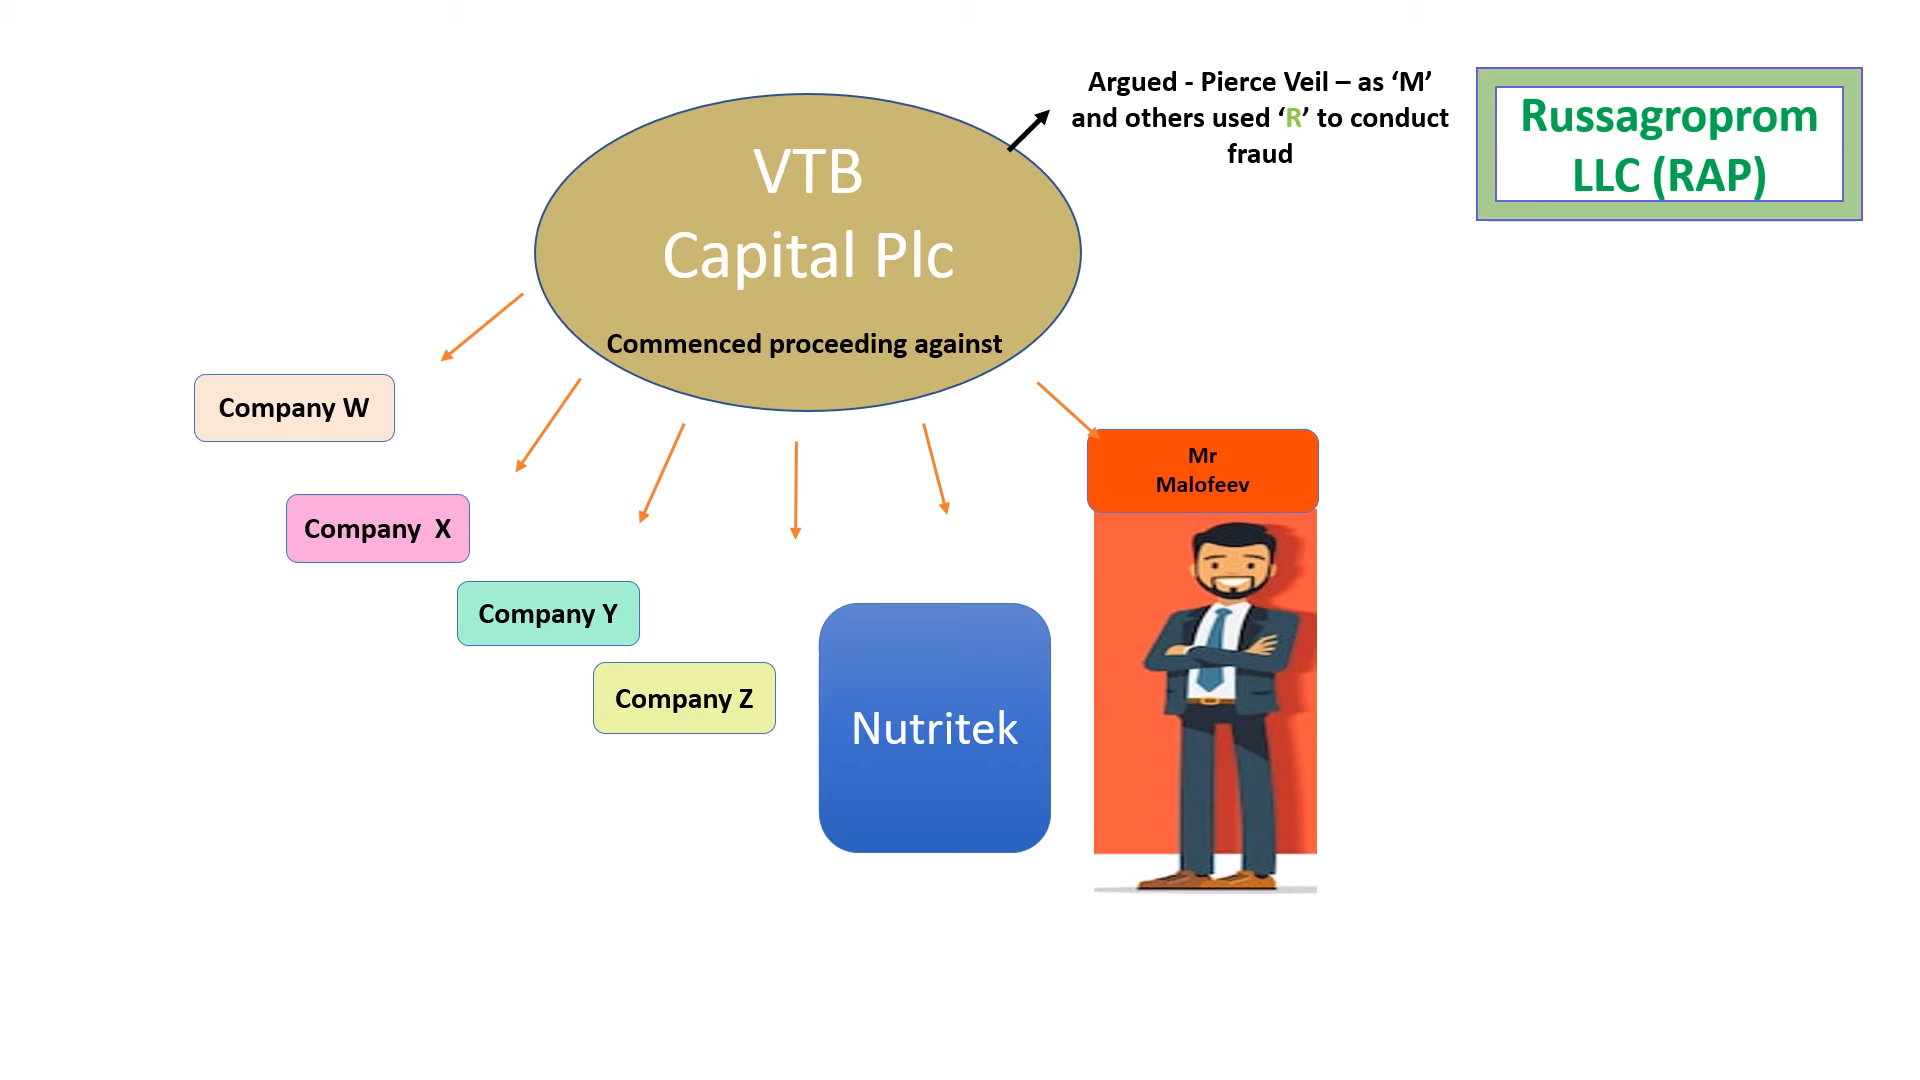 Argued - Pierce Veil – as ‘M’
and others used ‘R’ to conduct
fraud
Russagroprom
LLC (RAP)
VTB
Capital Plc
Commenced proceeding against
Company W
Company X
Company Y
Company Z
Nutritek
Mr
Malofeev